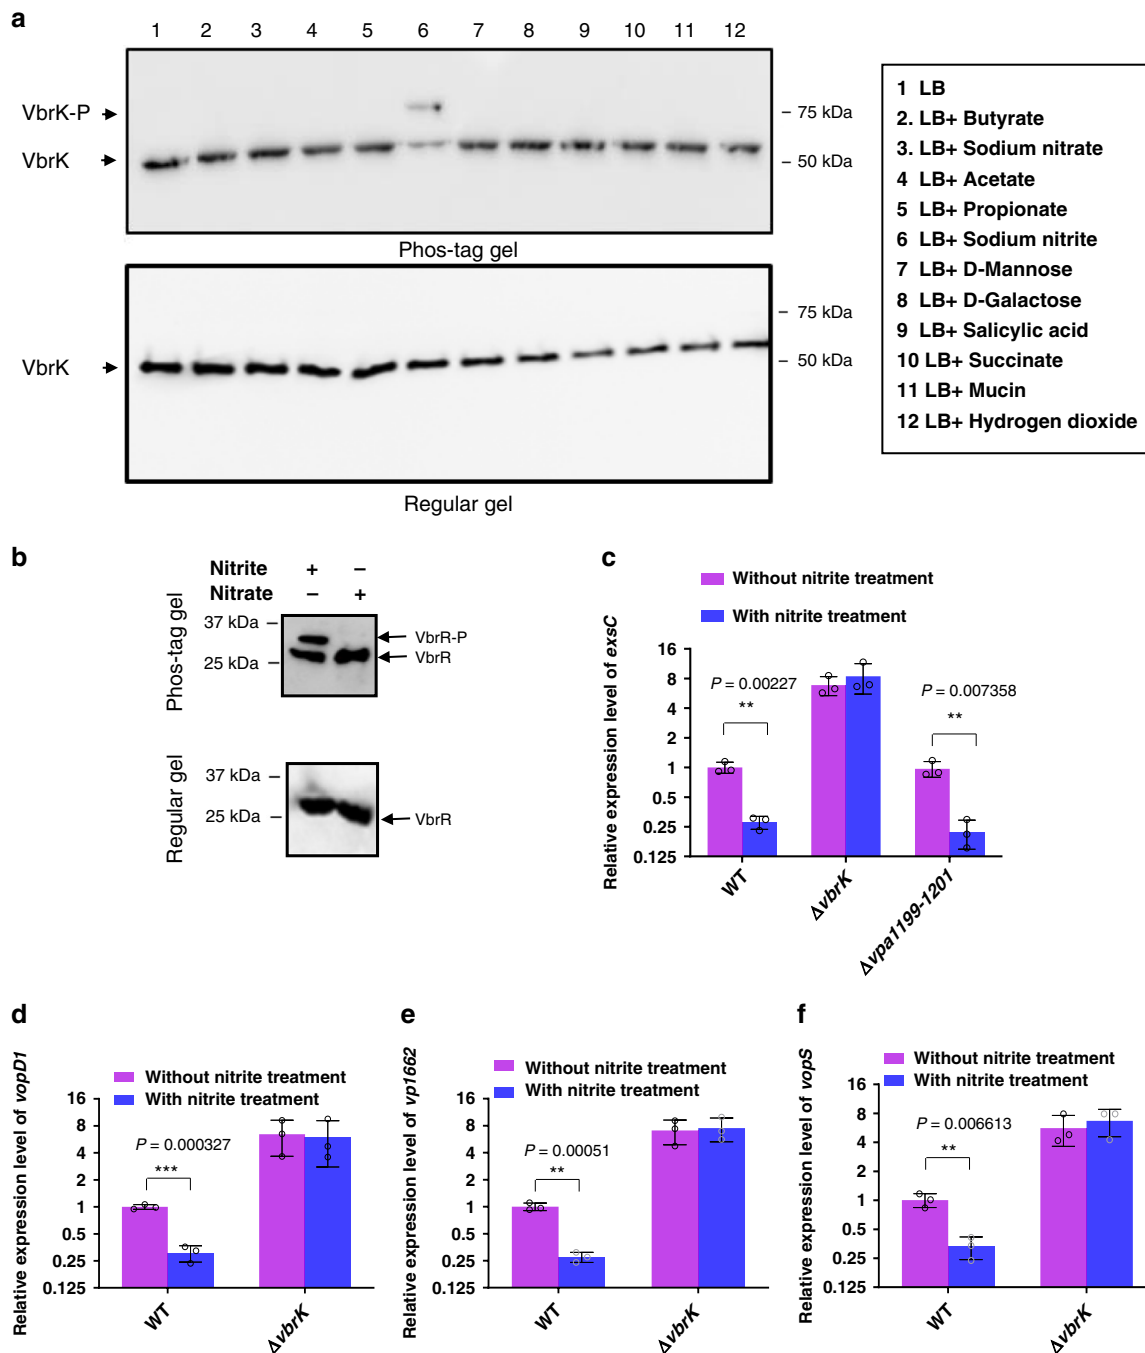 a
1 2 3 4 5 6 7 8 9 10 11 12
VbrK-P
VbrK
– 75 kDa
– 50 kDa
Phos-tag gel
VbrK
– 75 kDa
– 50 kDa
Regular gel
1 LB
2. LB+ Butyrate
3. LB+ Sodium nitrate
4 LB+ Acetate
5 LB+ Propionate
6 LB+ Sodium nitrite
7 LB+ D-Mannose
8 LB+ D-Galactose
9 LB+ Salicylic acid
10 LB+ Succinate
11 LB+ Mucin
12 LB+ Hydrogen dioxide
b
Nitrite + –
Nitrate – +
Phos-tag gel
37 kDa –
25 kDa –
VbrR-P
VbrR
Regular gel
37 kDa –
25 kDa –
VbrR
c
Without nitrite treatment
With nitrite treatment
Relative expression level of exsC
16
8
4
2
1
0.5
0.25
0.125
P = 0.00227
**
P = 0.007358
**
WT
ΔvbrK
Δvpa1199-1201
d
Without nitrite treatment
With nitrite treatment
Relative expression level of vopD1
16
8
4
2
1
0.5
0.25
0.125
P = 0.000327
***
WT
ΔvbrK
e
Without nitrite treatment
With nitrite treatment
Relative expression level of vp1662
16
8
4
2
1
0.5
0.25
0.125
P = 0.00051
**
WT
ΔvbrK
f
Without nitrite treatment
With nitrite treatment
Relative expression level of vopS
16
8
4
2
1
0.5
0.25
0.125
P = 0.006613
**
WT
ΔvbrK